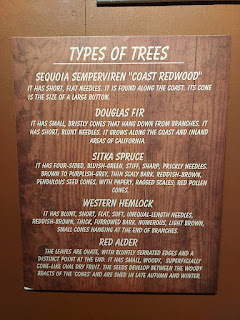 TYPES OF TREES
SEQUOIA SEMPERVIREN "COAST REDWOOD"
IT HAS SHORT, FLAT NEEDLES. IT IS FOUND ALONG THE COAST. ITS CONE
IS THE SIZE OF A LARGE BUTTON.
DOUGLAS FIR
IT HAS SMALL, BRISTLY CONES THAT HANG DOWN FROM BRANCHES. IT
HAS SHORT, BLUNT NEEDLES. IT GROWS ALONG THE COAST AND INLAND
AREAS OF CALIFORNIA.
SITKA SPRUCE
IT HAS FOUR-SIDED, BLUISH-GREEN, STIFF, SHARP, PRICKLY NEEDLES.
BROWN TO PURPLISH-GREY, THIN SCALY BARK. REDDISH-BROWN,
PENDULOUS SEED CONES, WITH PAPERY, RAGGED SCALES; RED POLLEN
CONES.
WESTERN HEMLOCK
IT HAS BLUNT, SHORT, FLAT, SOFT, UNEQUAL-LENGTH NEEDLES,
REDDISH-BROWN, THICK, FURROWED BARK. NUMEROUS, LIGHT BROWN,
SMALL CONES HANGING AT THE END OF BRANCHES.
RED ALDER
THE LEAVES ARE OVATE, WITH BLUNTLY SERRATED EDGES AND A
DISTINCT POINT AT THE END. IT HAS SMALL, WOODY, SUPERFICIALLY
CONE-LIKE OVAL DRY FRUIT. THE SEEDS DEVELOP BETWEEN THE WOODY
BRACTS OF THE 'CONES' AND ARE SHED IN LATE AUTUMN AND WINTER.